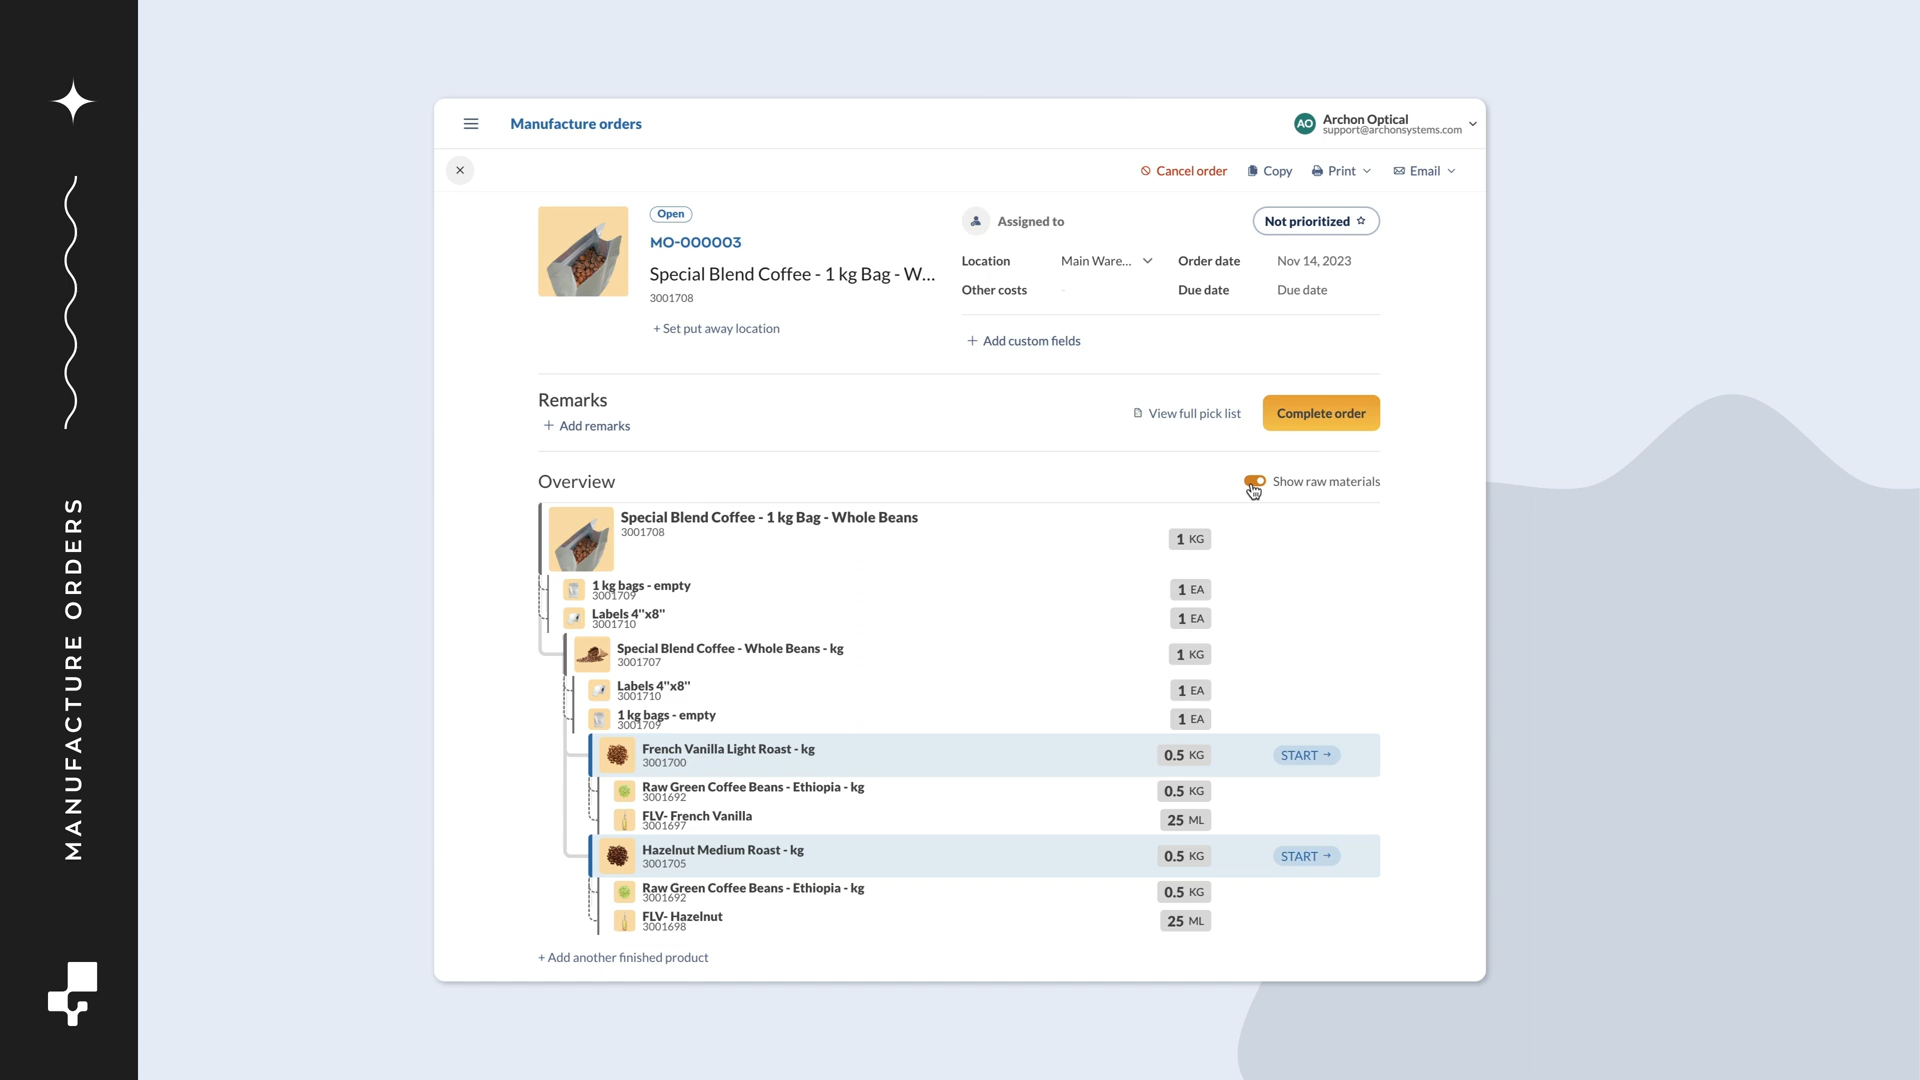 MANUFACTURE ORDERS
Manufacture orders
AO
Archon Optical
support@archonsystems.com
Cancel order
Copy
Print
Email
Open
MO-000003
Special Blend Coffee - 1 kg Bag - W...
3001708
+ Set put away location
Assigned to
Not prioritized
Location
Main Ware...
Order date
Nov 14, 2023
Other costs
-
Due date
Due date
+ Add custom fields
Remarks
+ Add remarks
View full pick list
Complete order
Overview
Show raw materials
Special Blend Coffee - 1 kg Bag - Whole Beans
3001708
1 KG
1 kg bags - empty
3001709
1 EA
Labels 4"x8"
3001710
1 EA
Special Blend Coffee - Whole Beans - kg
3001707
1 KG
Labels 4"x8"
3001710
1 EA
1 kg bags - empty
3001709
1 EA
French Vanilla Light Roast - kg
3001700
0.5 KG
START →
Raw Green Coffee Beans - Ethiopia - kg
3001692
0.5 KG
FLV- French Vanilla
3001697
25 ML
Hazelnut Medium Roast - kg
3001705
0.5 KG
START →
Raw Green Coffee Beans - Ethiopia - kg
3001692
0.5 KG
FLV- Hazelnut
3001698
25 ML
+ Add another finished product